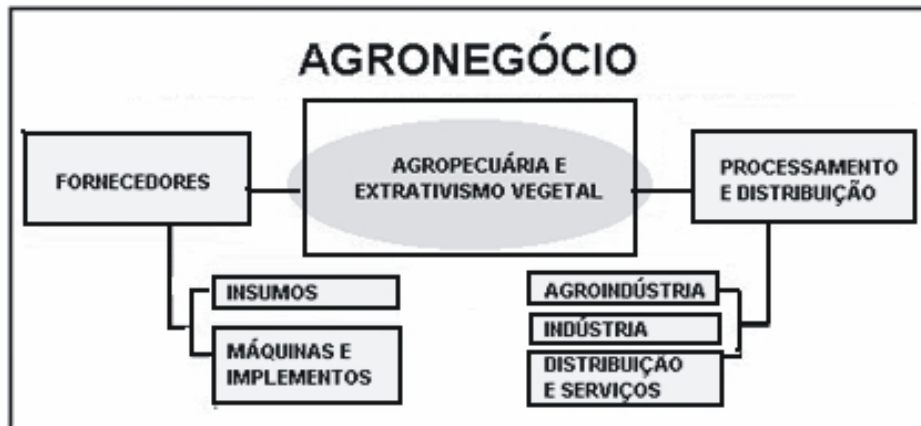 AGRONEGÓCIO
FORNECEDORES
AGROPECUÁRIA E
EXTRATIVISMO VEGETAL
PROCESSAMENTO
E DISTRIBUIÇÃO
INSUMOS
MÁQUINAS E
IMPLEMENTOS
AGROINDÚSTRIA
INDÚSTRIA
DISTRIBUIÇÃO
E SERVIÇOS